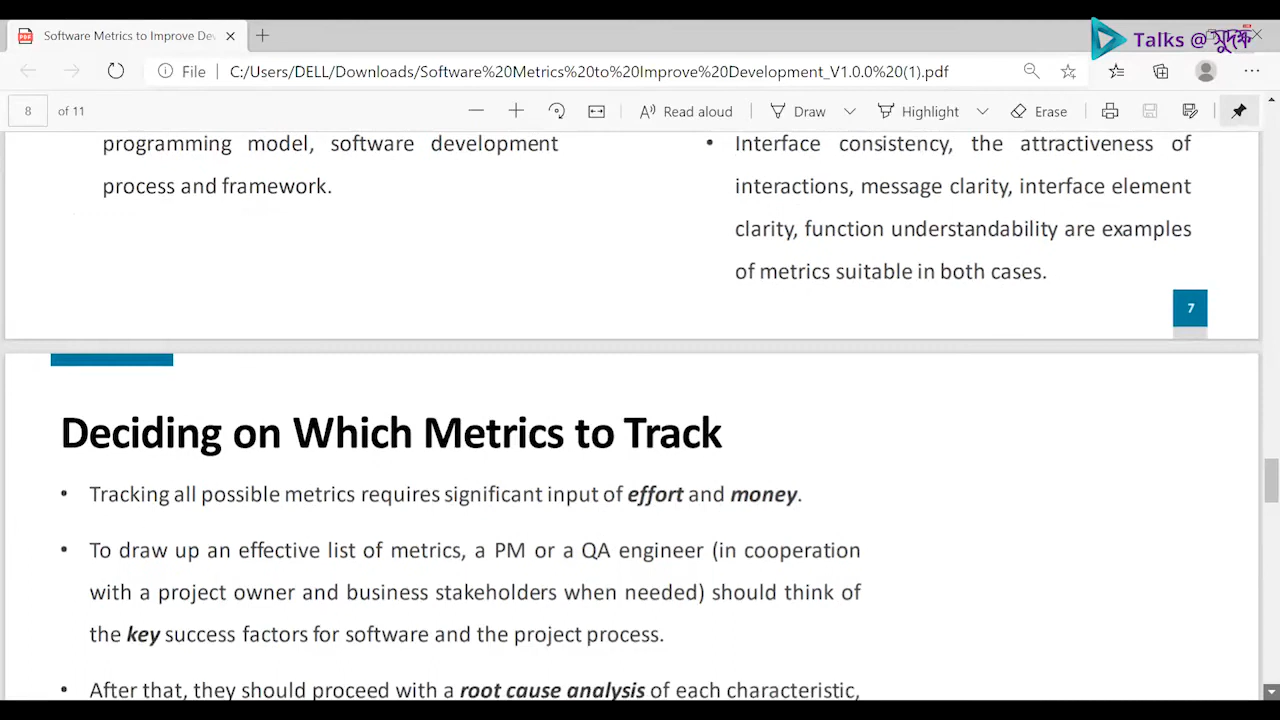 Software Metrics to Improve De
Talks @ সুদক্ষ
File
C:/Users/DELL/Downloads/Software%20Metrics%20to%20Improve%20Development_V1.0.0%20(1).pdf
8 of 11
Read aloud
Draw
Highlight
Erase
programming model, software development
process and framework.
• Interface consistency, the attractiveness of
interactions, message clarity, interface element
clarity, function understandability are examples
of metrics suitable in both cases.
7
Deciding on Which Metrics to Track
• Tracking all possible metrics requires significant input of effort and money.
• To draw up an effective list of metrics, a PM or a QA engineer (in cooperation
with a project owner and business stakeholders when needed) should think of
the key success factors for software and the project process.
• After that, they should proceed with a root cause analysis of each characteristic,